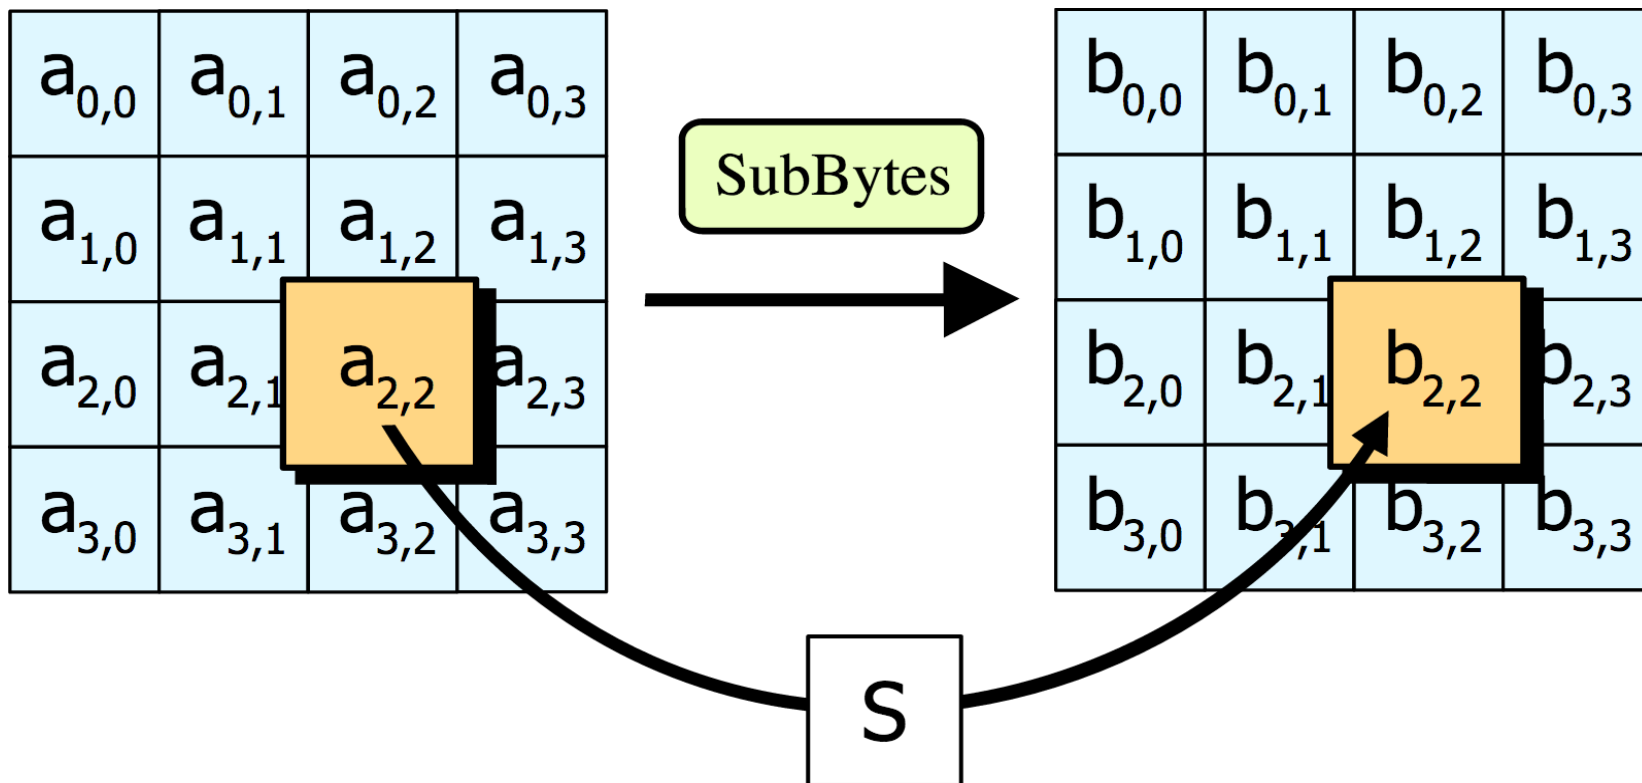 a0,0 a0,1 a0,2 a0,3
a1,0 a1,1 a1,2 a1,3
a2,0 a2,1 a2,2 a2,3
a3,0 a3,1 a3,2 a3,3
SubBytes
b0,0 b0,1 b0,2 b0,3
b1,0 b1,1 b1,2 b1,3
b2,0 b2,1 b2,2 b2,3
b3,0 b3,1 b3,2 b3,3
S